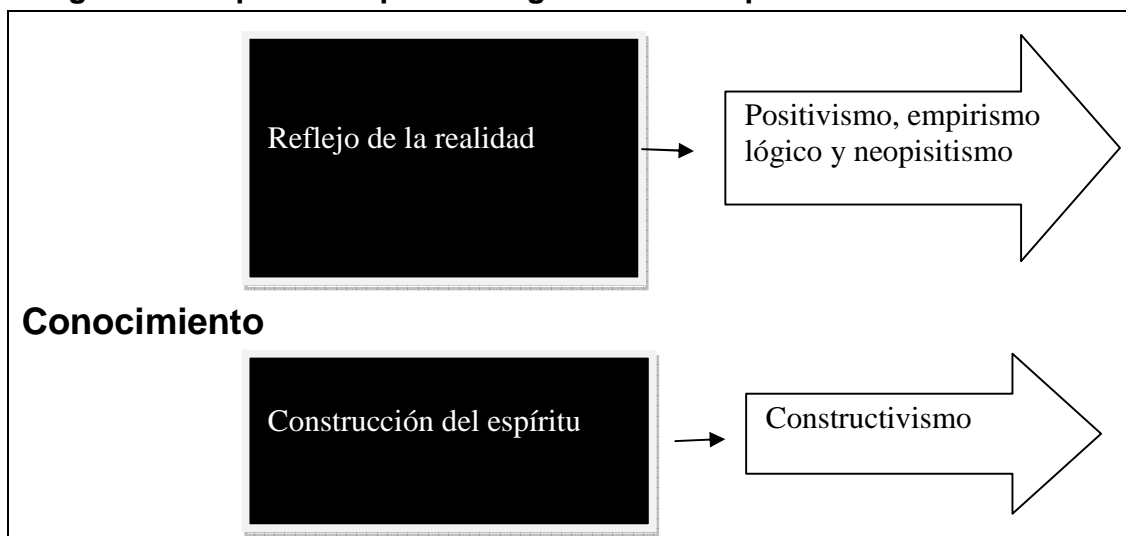 Reflejo de la realidad
Positivismo, empirismo
lógico y neopisitismo
Conocimiento
Construcción del espíritu
Constructivismo